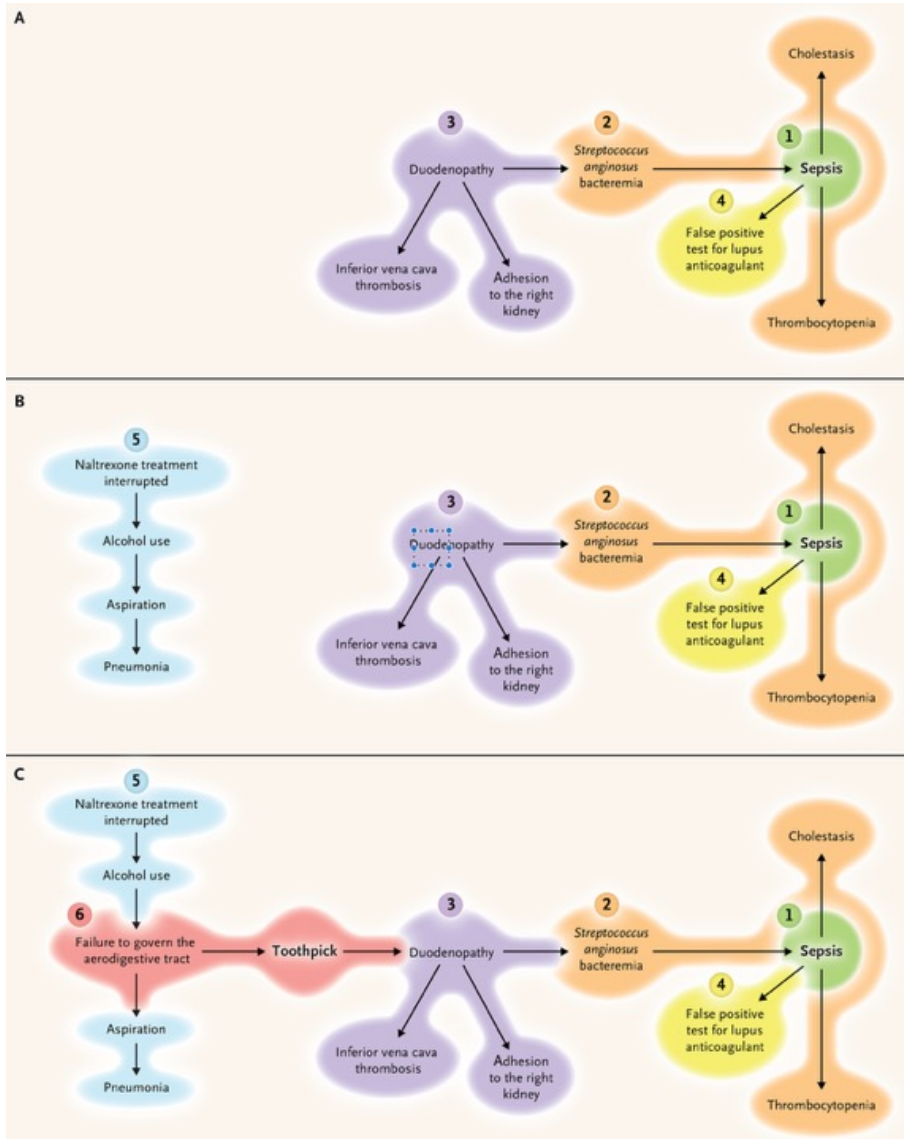 A
Cholestasis
3
2
1
Duodenopathy
Streptococcus
anginosus
bacteremia
Sepsis
4
False positive
test for lupus
anticoagulant
Inferior vena cava
thrombosis
Adhesion
to the right
kidney
Thrombocytopenia
B
5
Naltrexone treatment
interrupted
Alcohol use
Aspiration
Pneumonia
Cholestasis
3
2
1
Duodenopathy
Streptococcus
anginosus
bacteremia
Sepsis
4
False positive
test for lupus
anticoagulant
Inferior vena cava
thrombosis
Adhesion
to the right
kidney
Thrombocytopenia
C
5
Naltrexone treatment
interrupted
Alcohol use
6
Failure to govern the
aerodigestive tract
Toothpick
Aspiration
Pneumonia
Cholestasis
3
2
1
Duodenopathy
Streptococcus
anginosus
bacteremia
Sepsis
4
False positive
test for lupus
anticoagulant
Inferior vena cava
thrombosis
Adhesion
to the right
kidney
Thrombocytopenia